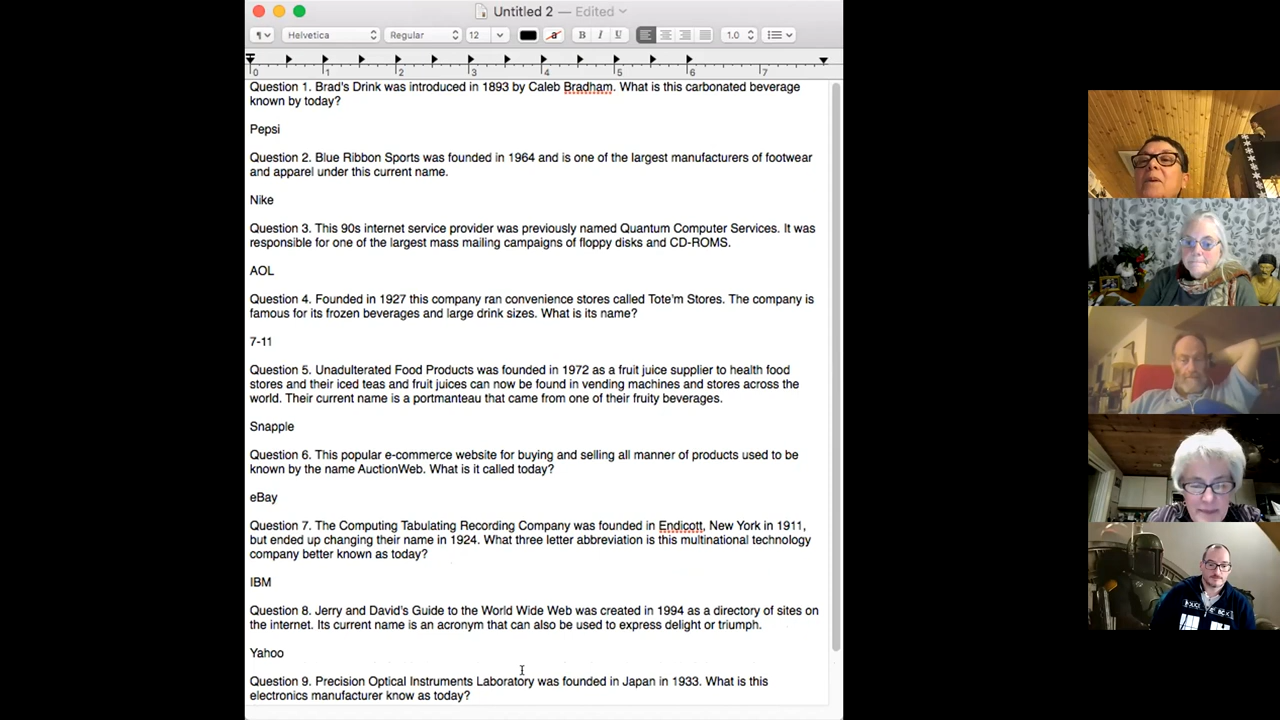 Untitled 2 — Edited
Helvetica Regular 12 a B I U 1.0
0 1 2 3 4 5 6 7
Question 1. Brad's Drink was introduced in 1893 by Caleb Bradham. What is this carbonated beverage
known by today?
Pepsi
Question 2. Blue Ribbon Sports was founded in 1964 and is one of the largest manufacturers of footwear
and apparel under this current name.
Nike
Question 3. This 90s internet service provider was previously named Quantum Computer Services. It was
responsible for one of the largest mass mailing campaigns of floppy disks and CD-ROMS.
AOL
Question 4. Founded in 1927 this company ran convenience stores called Tote'm Stores. The company is
famous for its frozen beverages and large drink sizes. What is its name?
7-11
Question 5. Unadulterated Food Products was founded in 1972 as a fruit juice supplier to health food
stores and their iced teas and fruit juices can now be found in vending machines and stores across the
world. Their current name is a portmanteau that came from one of their fruity beverages.
Snapple
Question 6. This popular e-commerce website for buying and selling all manner of products used to be
known by the name AuctionWeb. What is it called today?
eBay
Question 7. The Computing Tabulating Recording Company was founded in Endicott, New York in 1911,
but ended up changing their name in 1924. What three letter abbreviation is this multinational technology
company better known as today?
IBM
Question 8. Jerry and David's Guide to the World Wide Web was created in 1994 as a directory of sites on
the internet. Its current name is an acronym that can also be used to express delight or triumph.
Yahoo
Question 9. Precision Optical Instruments Laboratory was founded in Japan in 1933. What is this
electronics manufacturer know as today?